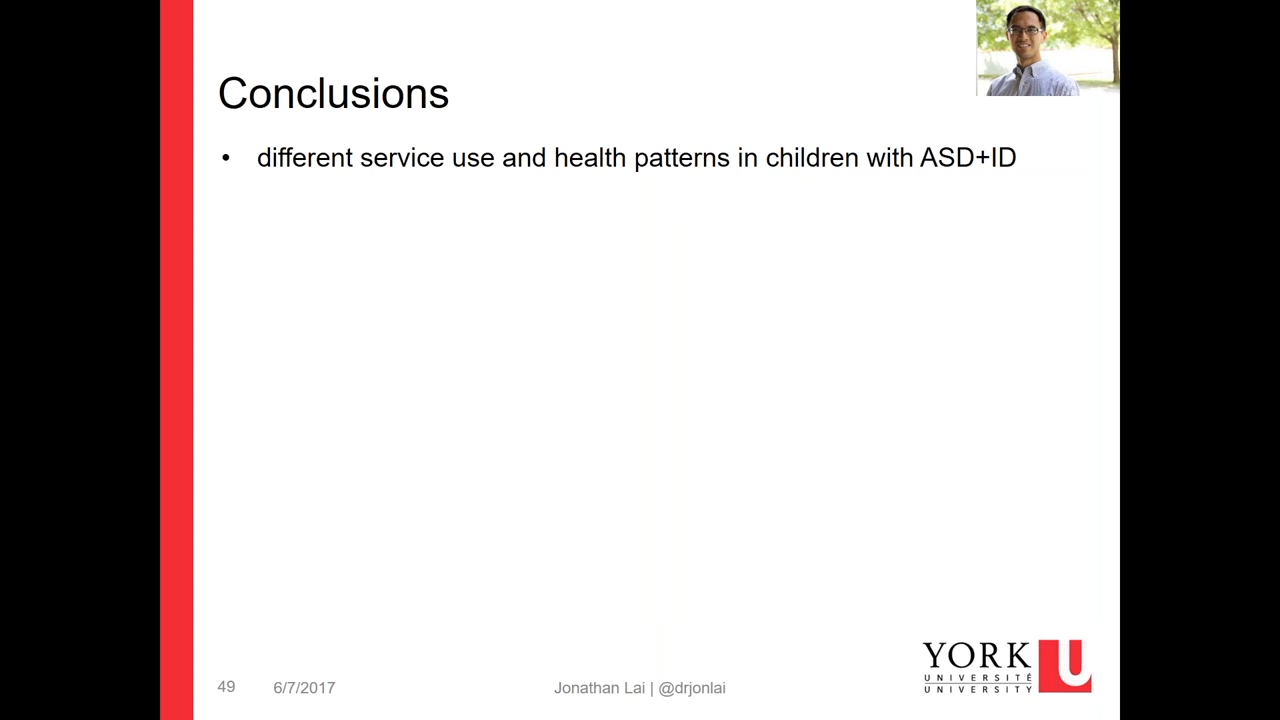 Conclusions
• different service use and health patterns in children with ASD+ID
49 6/7/2017 Jonathan Lai | @drjonlai
YORK U
UNIVERSITÉ
UNIVERSITY